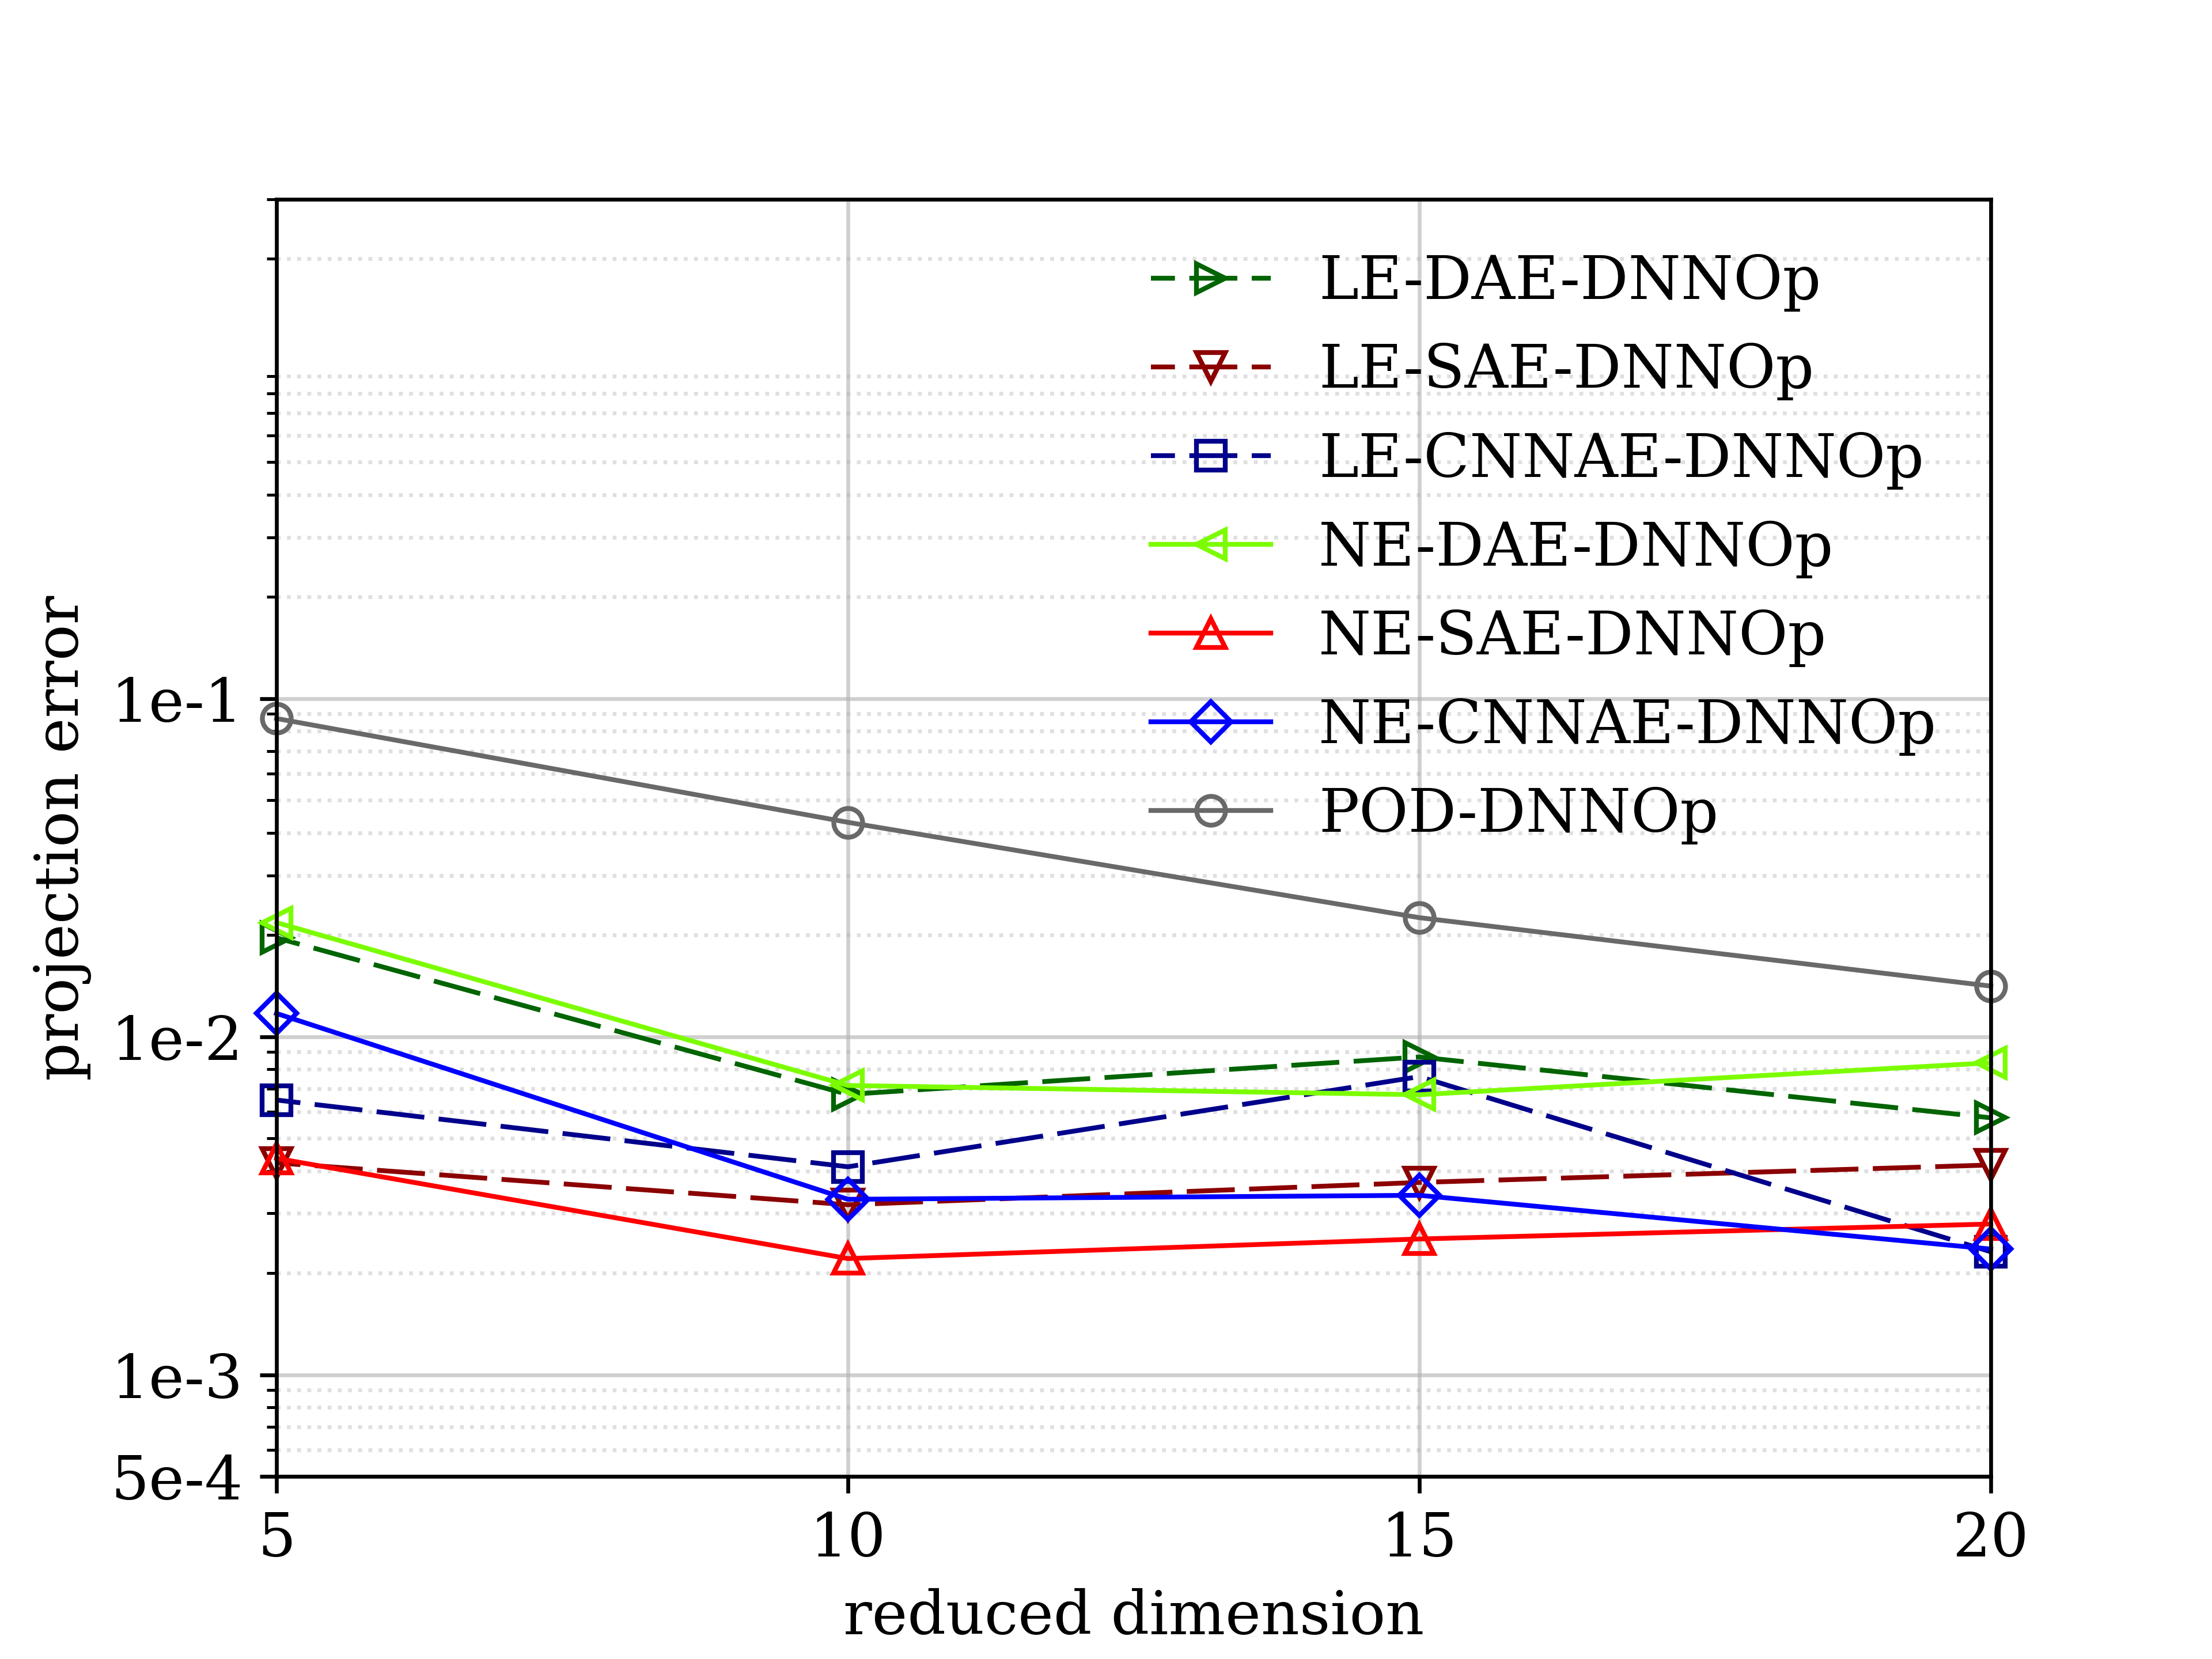 LE-DAE-DNNOp
LE-SAE-DNNOp
LE-CNNAE-DNNOp
NE-DAE-DNNOp
NE-SAE-DNNOp
NE-CNNAE-DNNOp
POD-DNNOp
projection error
1e-1
1e-2
1e-3
5e-4
5 10 15 20
reduced dimension